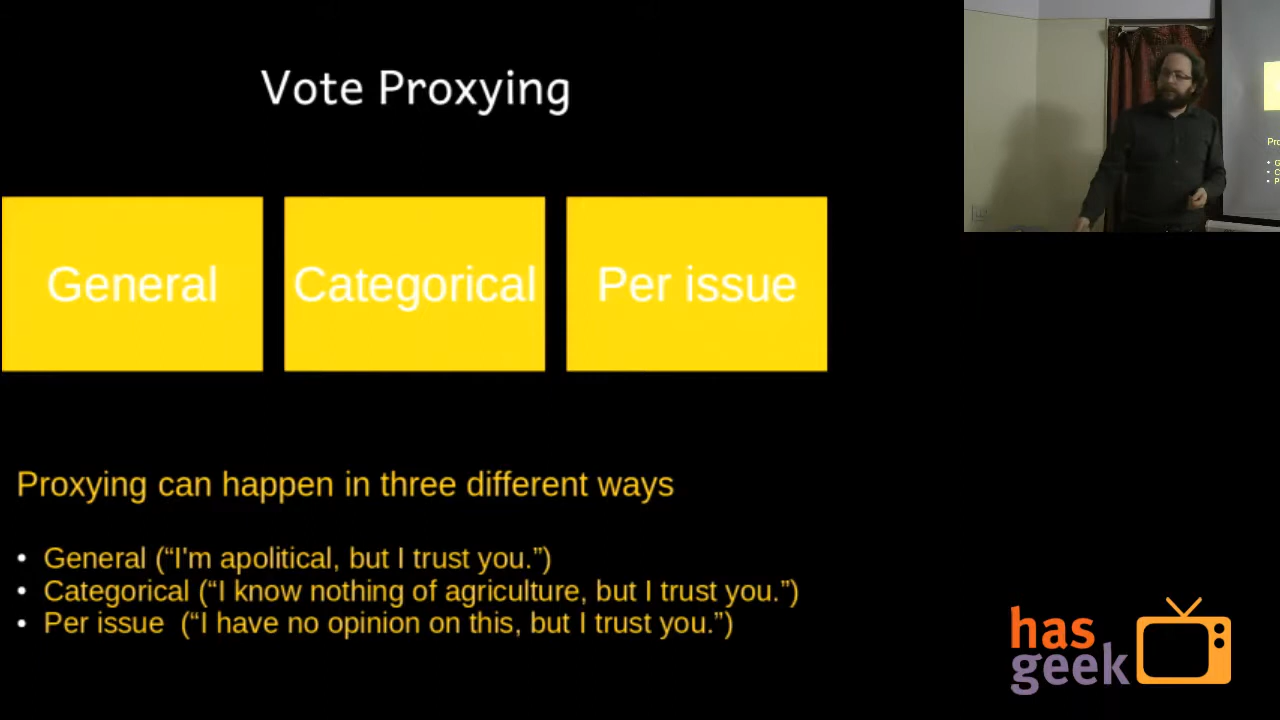 Vote Proxying
General
Categorical
Per issue
Proxying can happen in three different ways
• General (“I'm apolitical, but I trust you.”)
• Categorical (“I know nothing of agriculture, but I trust you.”)
• Per issue (“I have no opinion on this, but I trust you.”)
has
geek